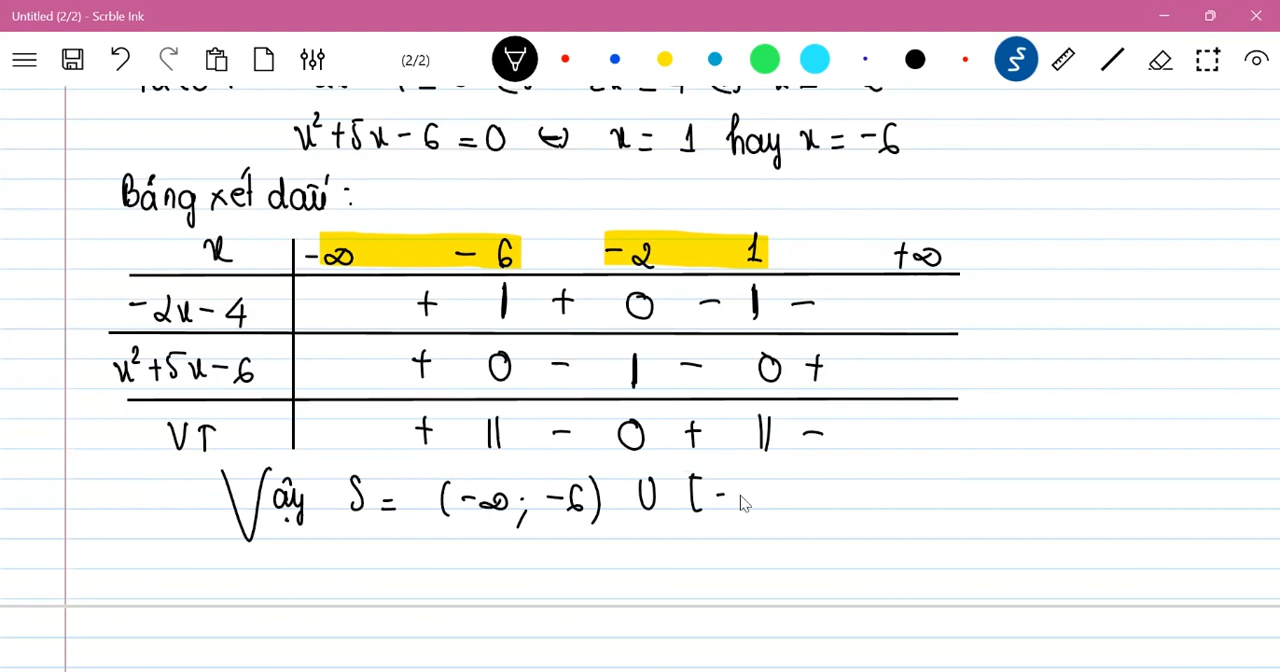 Untitled (2/2) - Scrble Ink
(2/2)
x² + 5x - 6 = 0 ⇔ x = 1 hay x = -6
Bảng xét dấu :
x -∞ -6 -2 1 +∞
-2x - 4 + | + 0 - | -
x² + 5x - 6 + 0 - | - 0 +
VT + || - 0 + || -
Vậy S = (-∞ ; -6) ∪ [ -